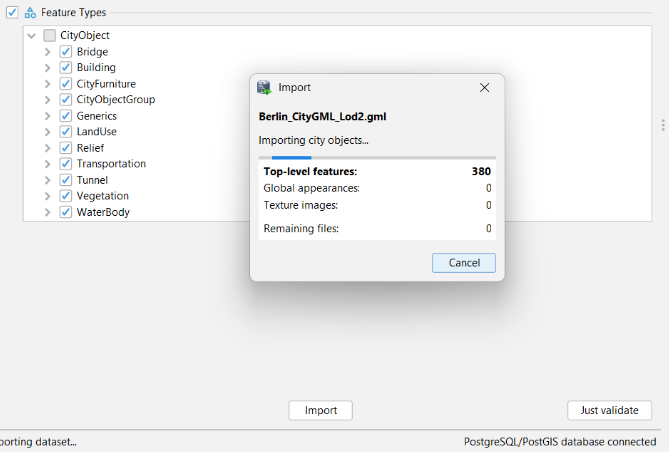 Feature Types
CityObject
Bridge
Building
CityFurniture
CityObjectGroup
Generics
LandUse
Relief
Transportation
Tunnel
Vegetation
WaterBody
Import
Berlin_CityGML_Lod2.gml
Importing city objects...
Top-level features: 380
Global appearances: 0
Texture images: 0
Remaining files: 0
Cancel
Import Just validate
porting dataset... PostgreSQL/PostGIS database connected